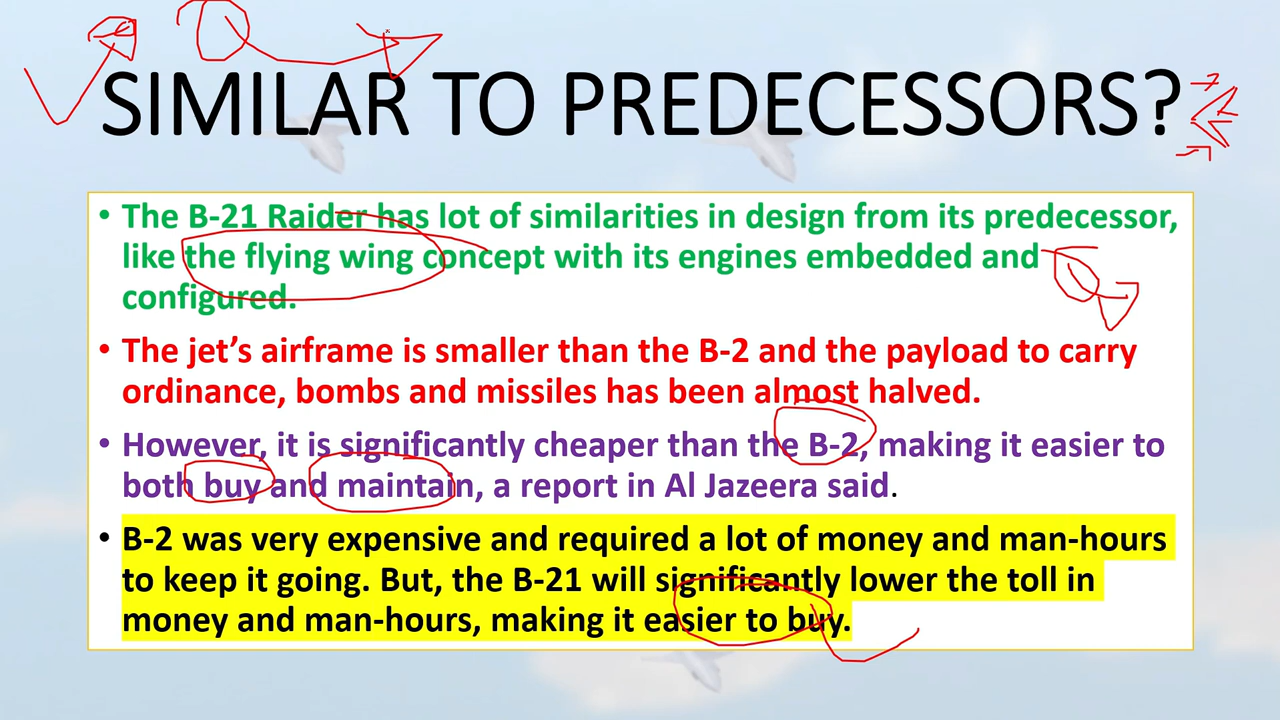 SIMILAR TO PREDECESSORS?
• The B-21 Raider has lot of similarities in design from its predecessor,
like the flying wing concept with its engines embedded and
configured.
• The jet's airframe is smaller than the B-2 and the payload to carry
ordinance, bombs and missiles has been almost halved.
• However, it is significantly cheaper than the B-2, making it easier to
both buy and maintain, a report in Al Jazeera said.
• B-2 was very expensive and required a lot of money and man-hours
to keep it going. But, the B-21 will significantly lower the toll in
money and man-hours, making it easier to buy.